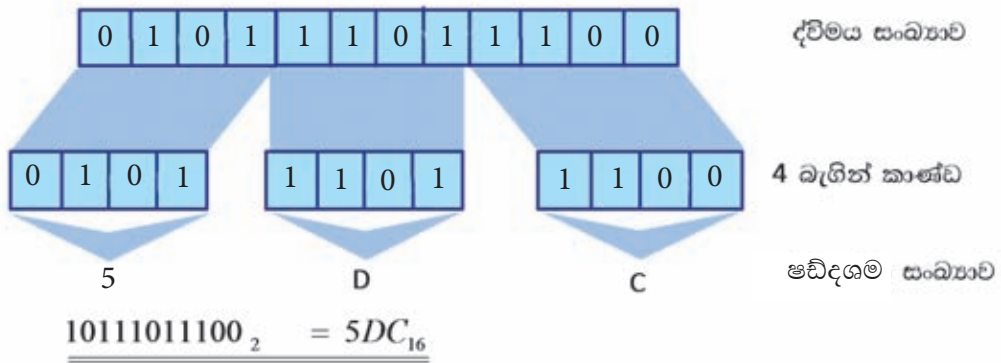 0 1 0 1 1 1 0 1 1 1 0 0 ද්විමය සංඛ්‍යාව
0 1 0 1 1 1 0 1 1 1 0 0 4 බැගින් කාණ්ඩ
5 D C ෂඩ්දශම සංඛ්‍යාව
10111011100₂ = 5DC₁₆